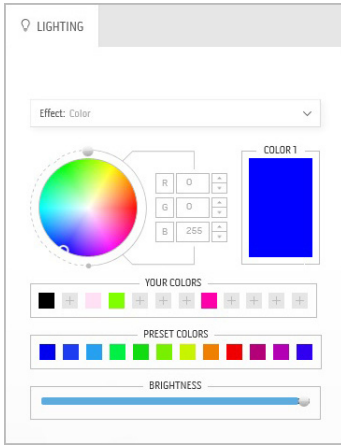 LIGHTING
Effect: Color
COLOR 1
R 0
G 0
B 255
YOUR COLORS
PRESET COLORS
BRIGHTNESS